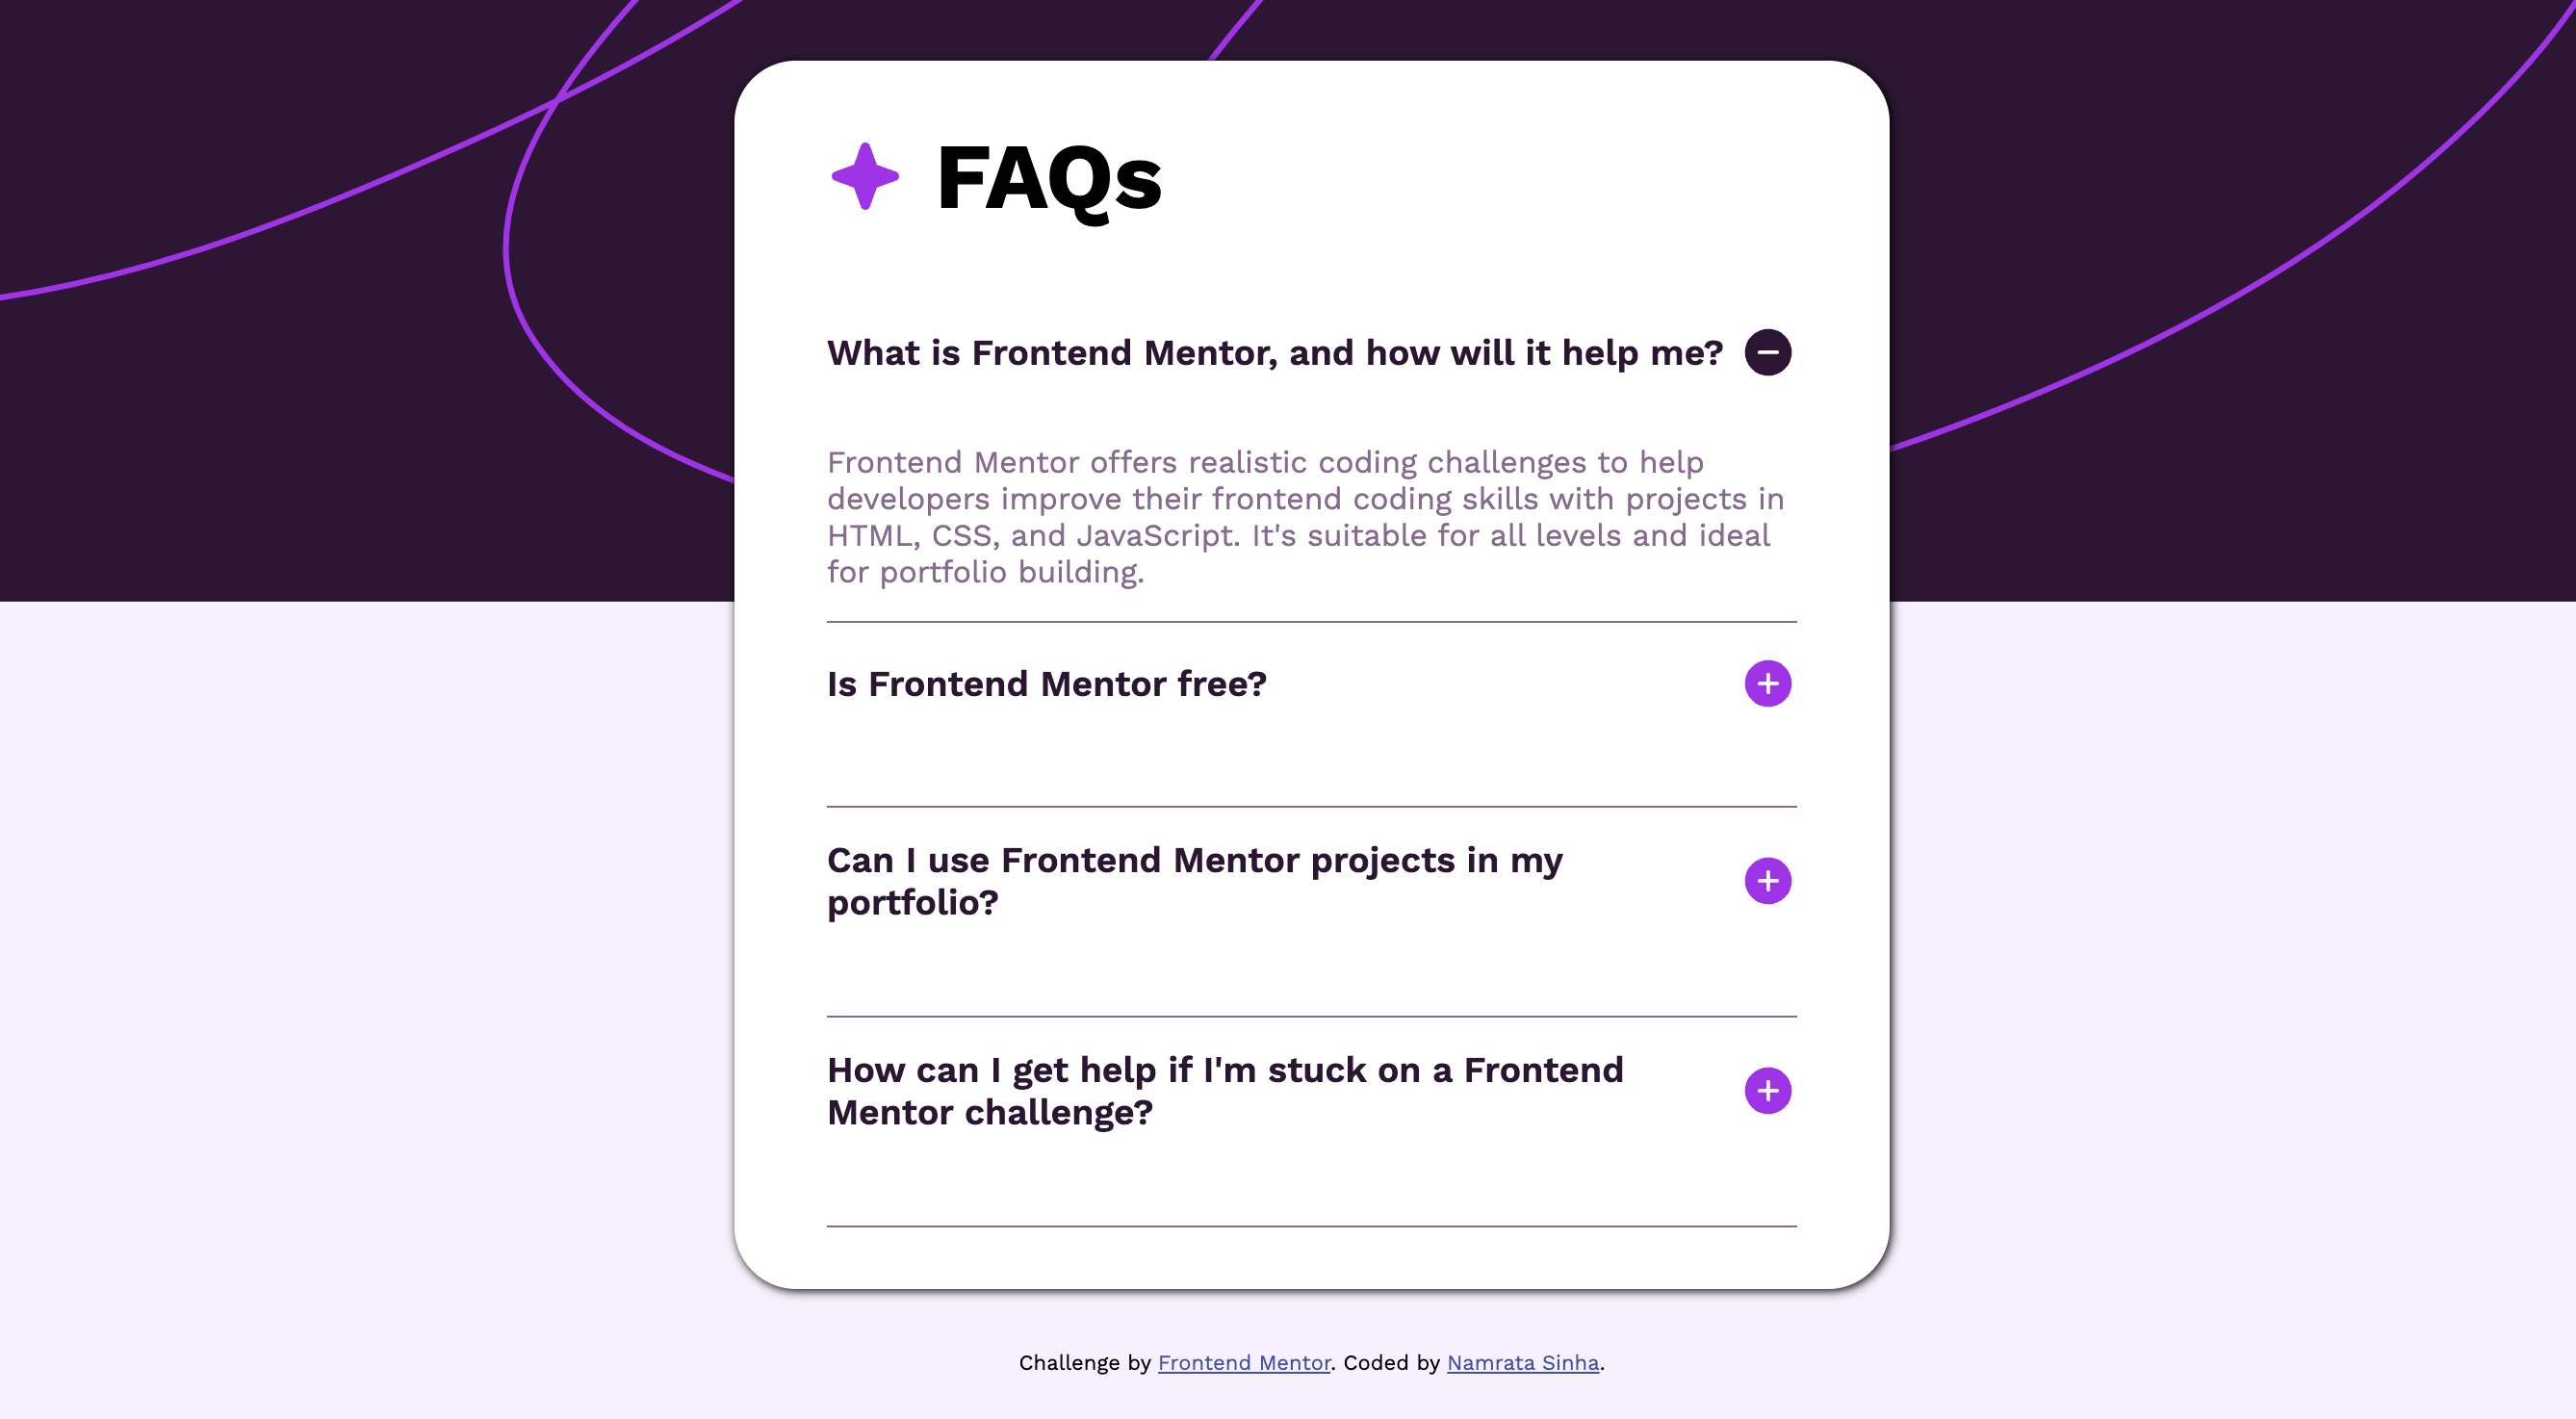 FAQs
What is Frontend Mentor, and how will it help me?
Frontend Mentor offers realistic coding challenges to help
developers improve their frontend coding skills with projects in
HTML, CSS, and JavaScript. It's suitable for all levels and ideal
for portfolio building.
Is Frontend Mentor free?
Can I use Frontend Mentor projects in my
portfolio?
How can I get help if I'm stuck on a Frontend
Mentor challenge?
Challenge by Frontend Mentor. Coded by Namrata Sinha.